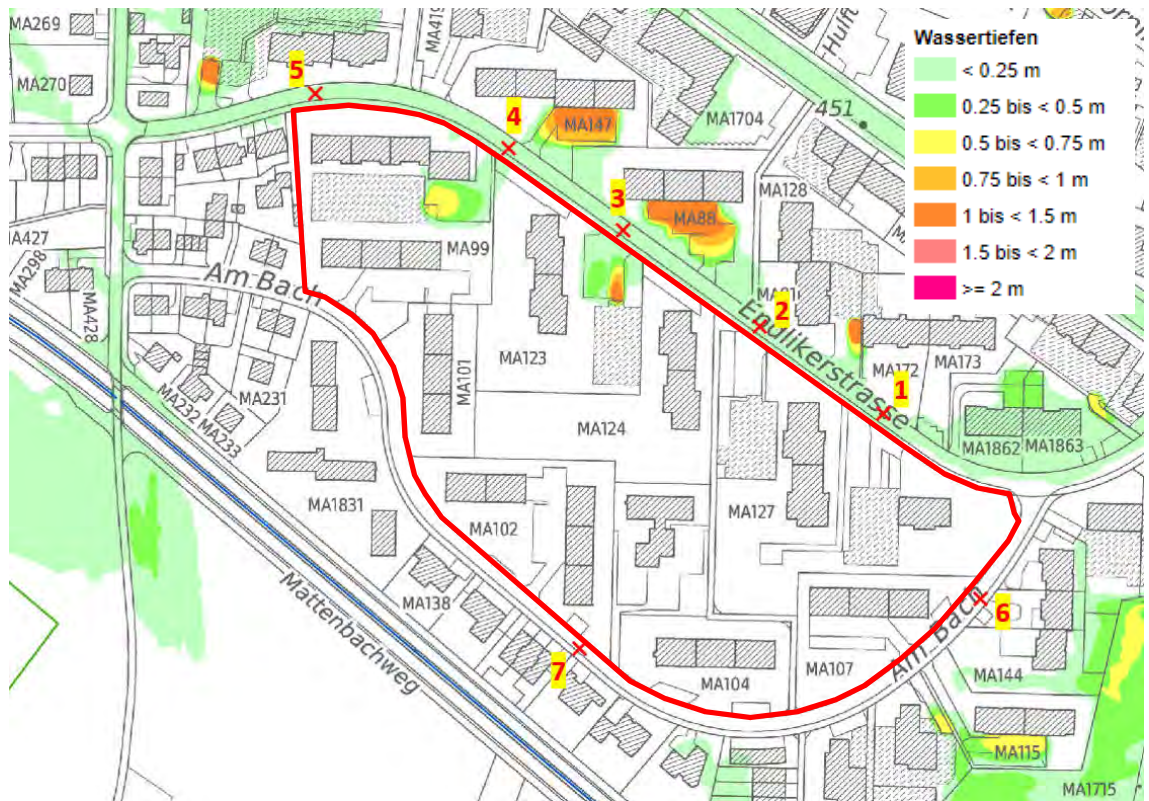 MA269
MA270
MA419
5
4
MA147
MA1704
451
Wassertiefen
< 0.25 m
0.25 bis < 0.5 m
0.5 bis < 0.75 m
0.75 bis < 1 m
1 bis < 1.5 m
1.5 bis < 2 m
>= 2 m
MA128
3
MA88
MA427
MA298
MA428
Am Bach
MA99
MA123
MA101
2
Endlikerstrasse
MA172
MA173
1
MA232
MA233
MA231
MA124
MA1862
MA1863
MA1831
MA102
MA127
MA138
Mattenbachweg
7
MA104
MA107
Am Bach
6
MA144
MA115
MA1715